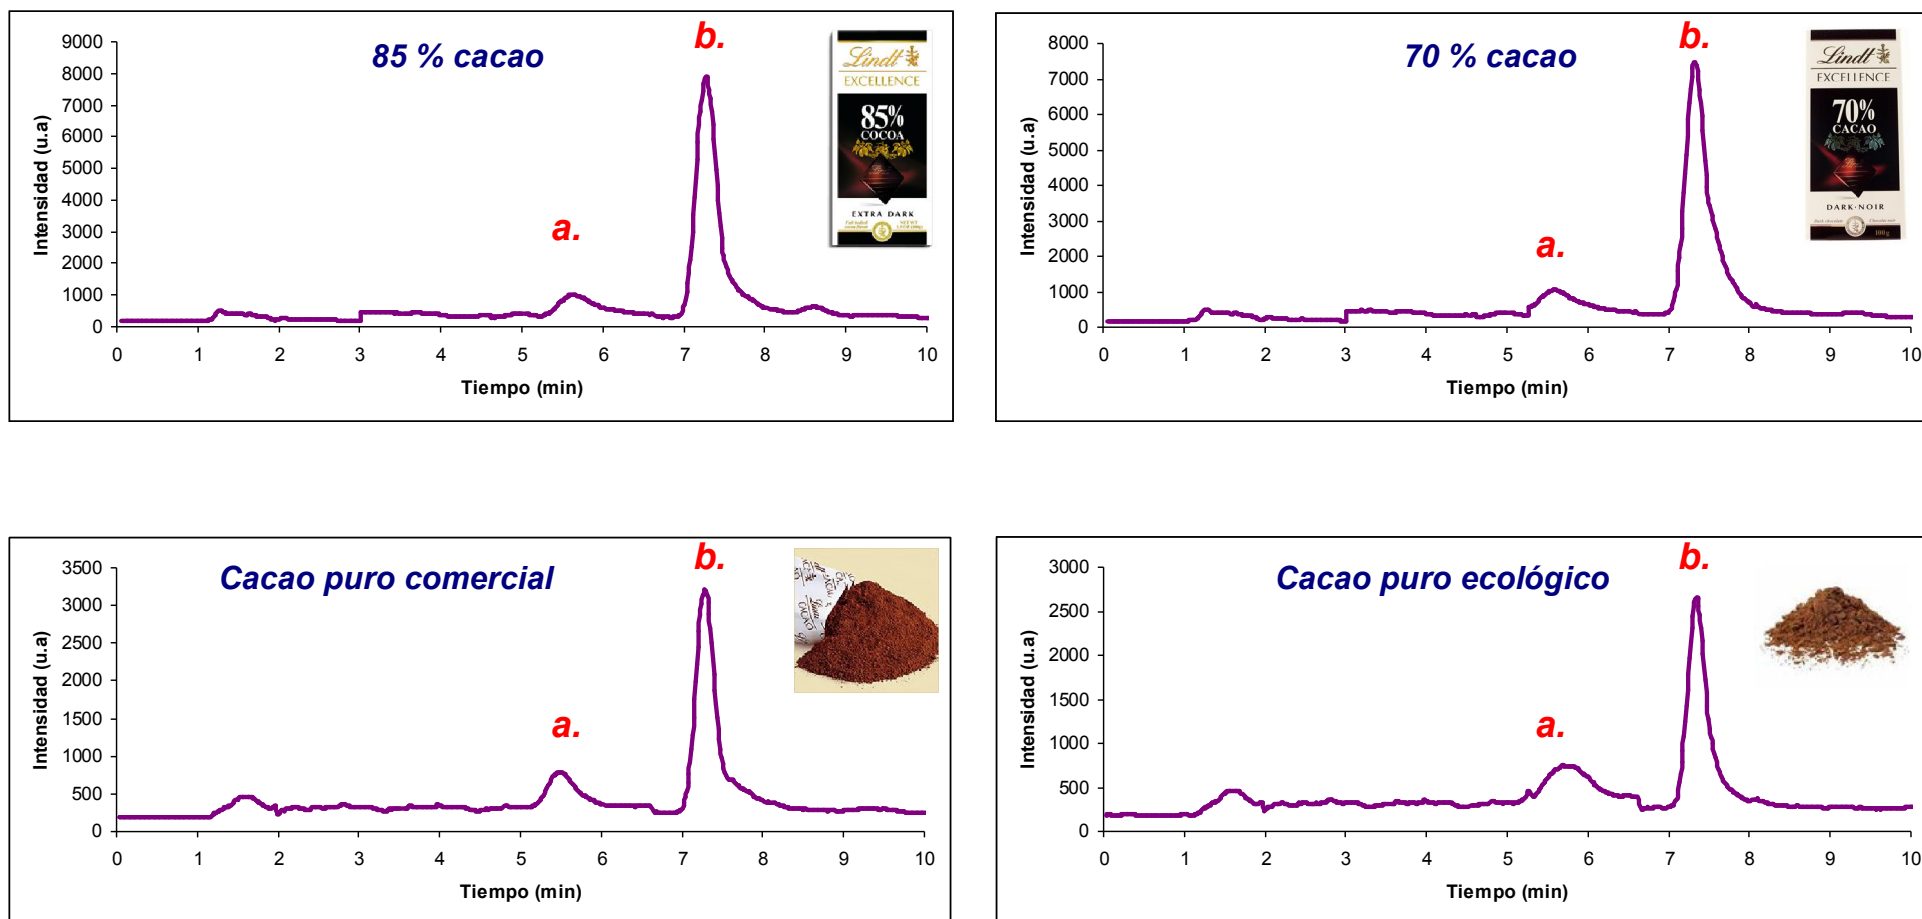 85 % cacao
b.
a.
Intensidad (u.a)
9000
8000
7000
6000
5000
4000
3000
2000
1000
0
0 1 2 3 4 5 6 7 8 9 10
Tiempo (min)
Lindt
EXCELLENCE
85%
COCOA
EXTRA DARK
70 % cacao
b.
a.
Intensidad (u.a)
8000
7000
6000
5000
4000
3000
2000
1000
0
0 1 2 3 4 5 6 7 8 9 10
Tiempo (min)
Lindt
EXCELLENCE
70%
CACAO
DARK·NOIR
100g
Cacao puro comercial
b.
a.
Intensidad (u.a)
3500
3000
2500
2000
1500
1000
500
0
0 1 2 3 4 5 6 7 8 9 10
Tiempo (min)
CACAO
Cacao puro ecológico
b.
a.
Intensidad (u.a)
3000
2500
2000
1500
1000
500
0
0 1 2 3 4 5 6 7 8 9 10
Tiempo (min)